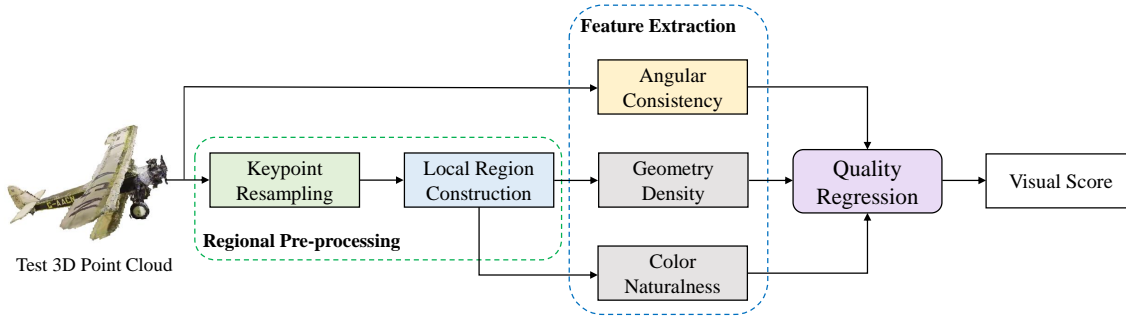 Feature Extraction
Angular
Consistency
Keypoint
Resampling
Local Region
Construction
Geometry
Density
Quality
Regression
Visual Score
Regional Pre-processing
Test 3D Point Cloud
Color
Naturalness